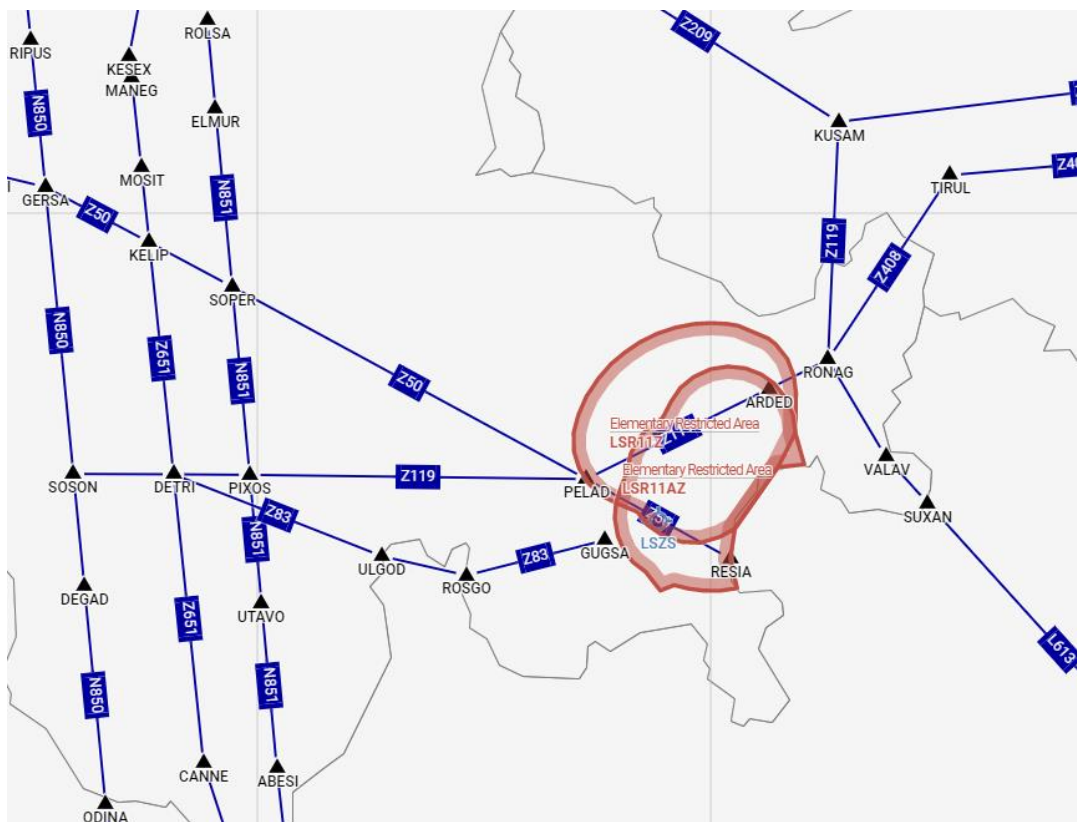 ROLSA
Z209
RIPUS
KESEX
MANEG
N850
ELMUR
KUSAM
MOSIT
TIRUL
N851
GERSA
Z50
Z119
KELIP
Z408
SOPER
N850
Z651
N851
Z50
RONAG
ARDED
Elementary Restricted Area
LSR11Z
Elementary Restricted Area
LSR11AZ
VALAV
SOSON
DETRI
PIXOS
Z119
PELAD
SUXAN
Z83
N851
LSZS
ULGOD
ROSGO
Z83
GUGSA
RESIA
DEGAD
Z651
UTAVO
L613
N850
N851
CANNE
ABESI
ODINA